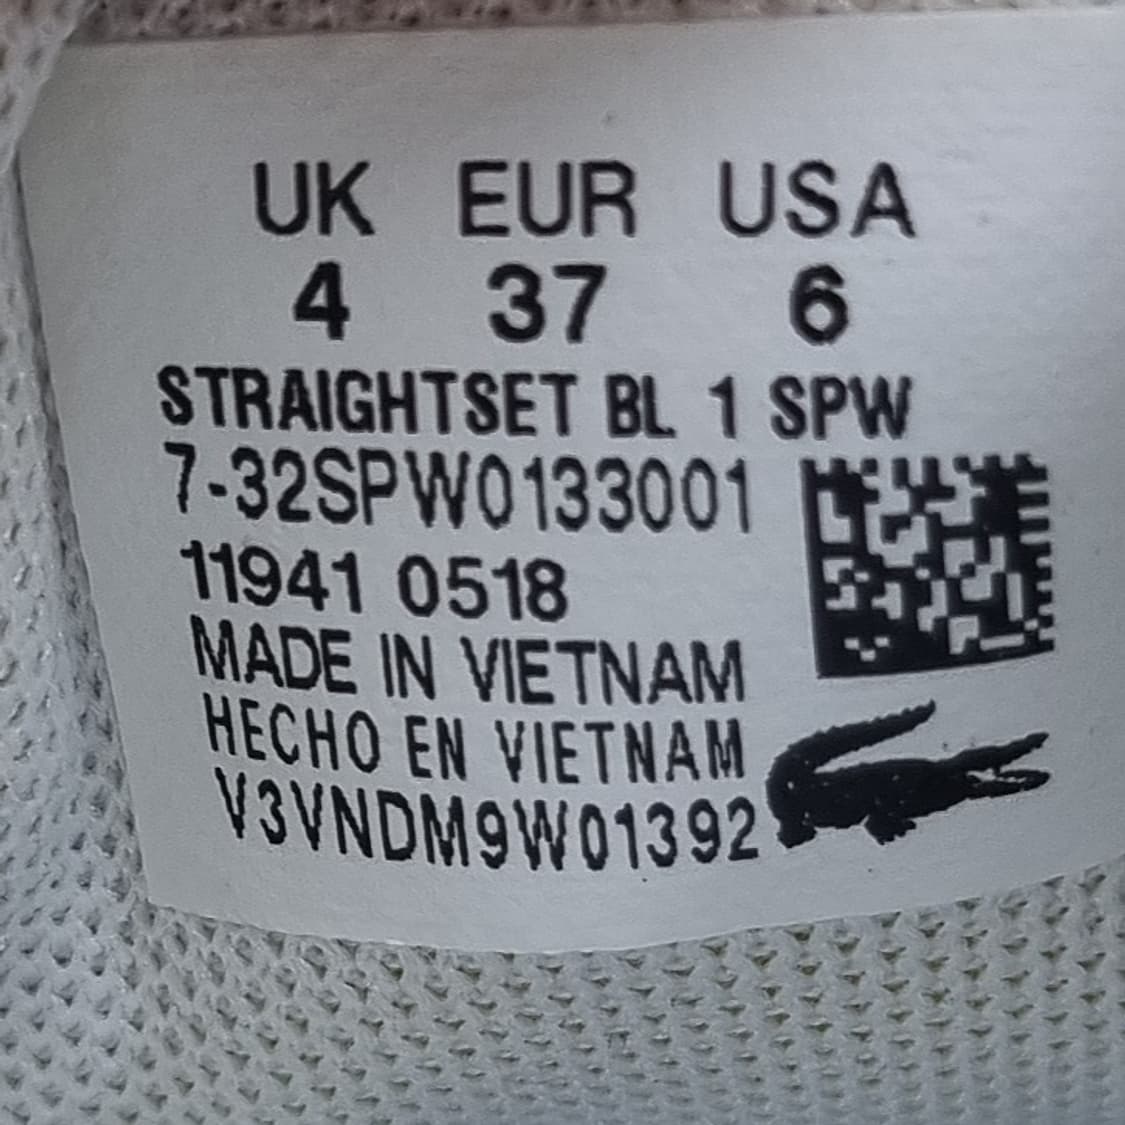 UK EUR USA
4 37 6
STRAIGHTSET BL 1 SPW
7-32SPW0133001
11941 0518
MADE IN VIETNAM
HECHO EN VIETNAM
V3VNDM9W01392